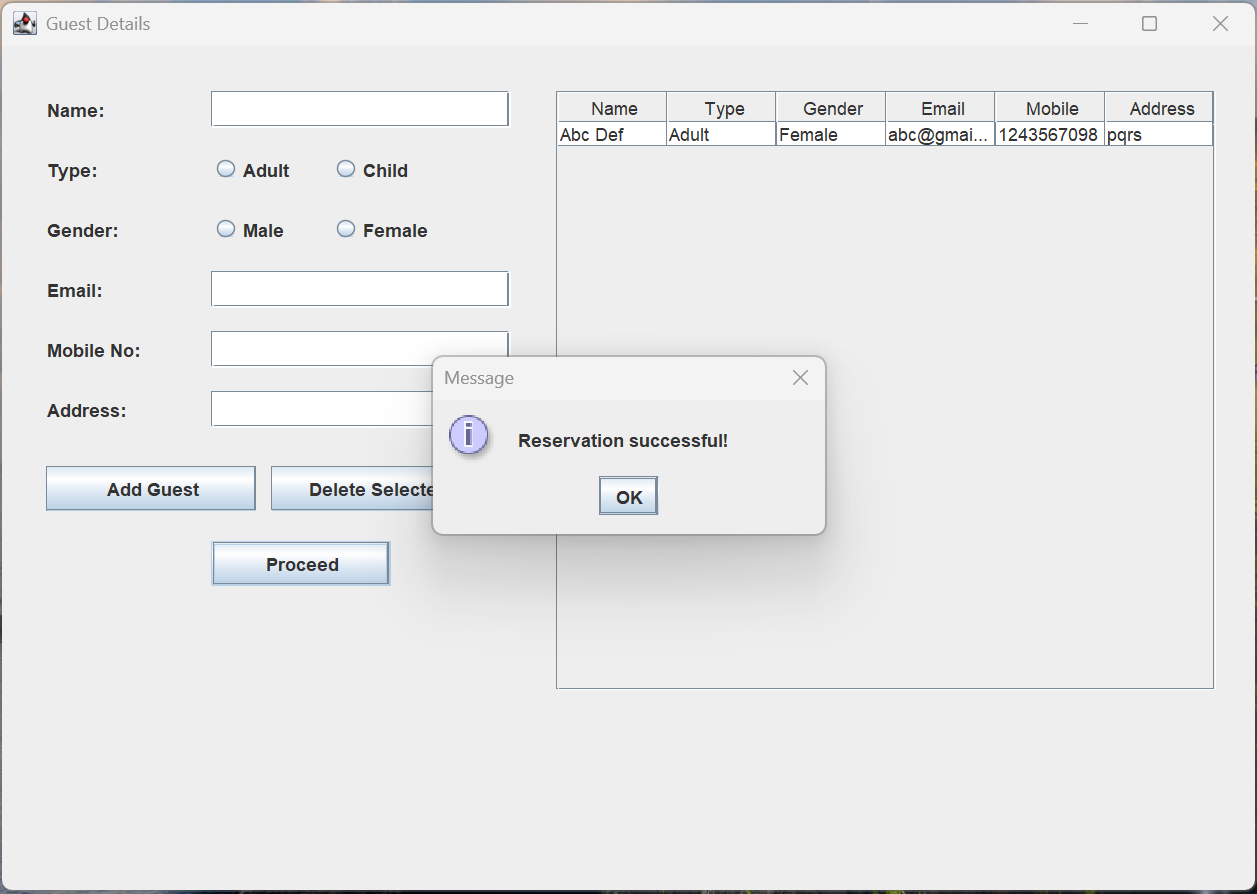 Guest Details
Name:
Type:
Adult
Child
Gender:
Male
Female
Email:
Mobile No:
Address:
Add Guest
Delete Selecte
Proceed
Name Type Gender Email Mobile Address
Abc Def Adult Female abc@gmai... 1243567098 pqrs
Message
i
Reservation successful!
OK